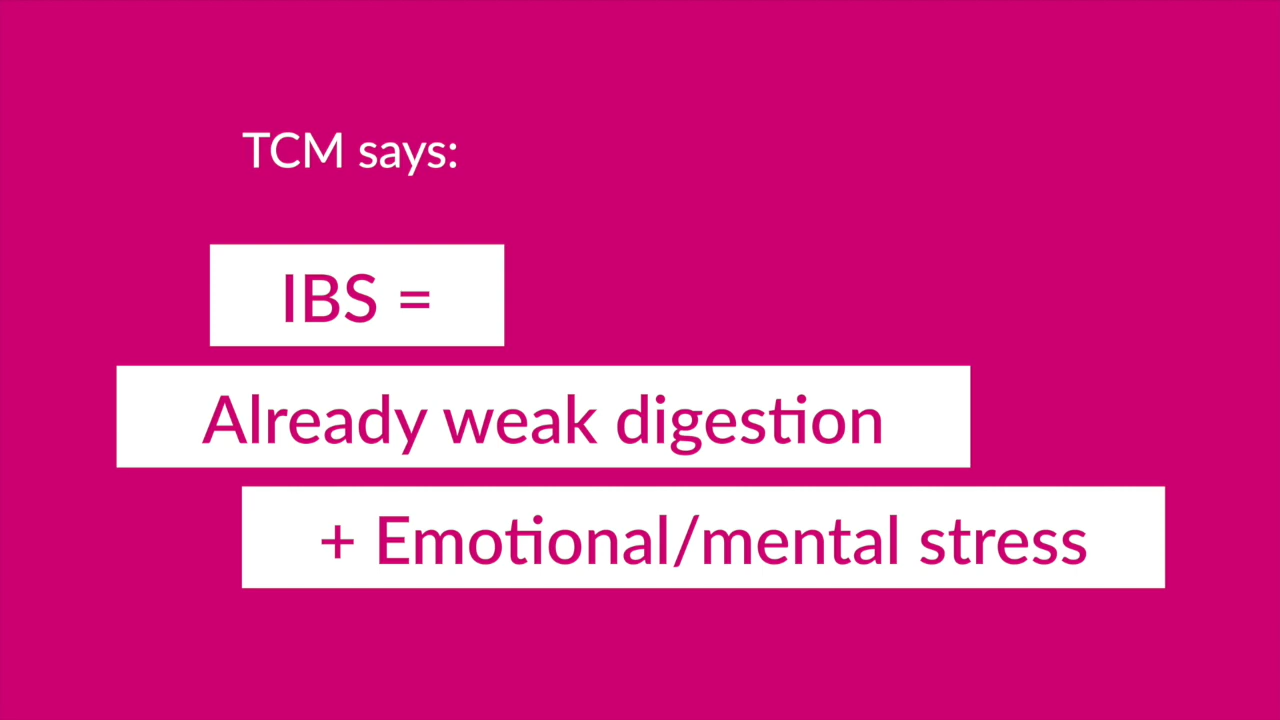 TCM says:
IBS =
Already weak digestion
+ Emotional/mental stress